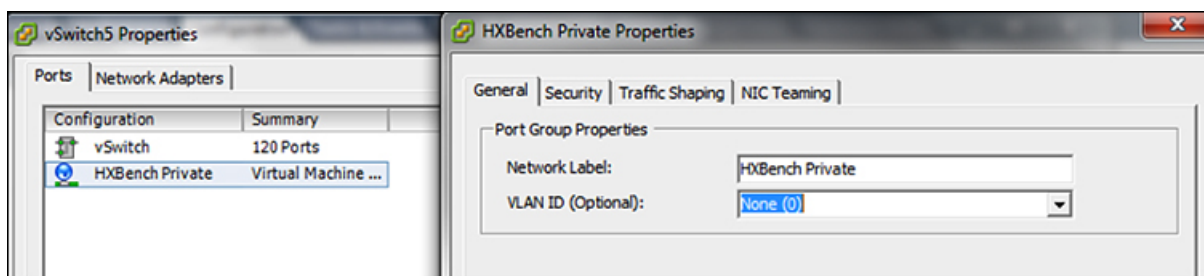 vSwitch5 Properties
Ports
Network Adapters
Configuration
Summary
vSwitch
120 Ports
HXBench Private
Virtual Machine ...
HXBench Private Properties
General
Security
Traffic Shaping
NIC Teaming
Port Group Properties
Network Label:
HXBench Private
VLAN ID (Optional):
None (0)